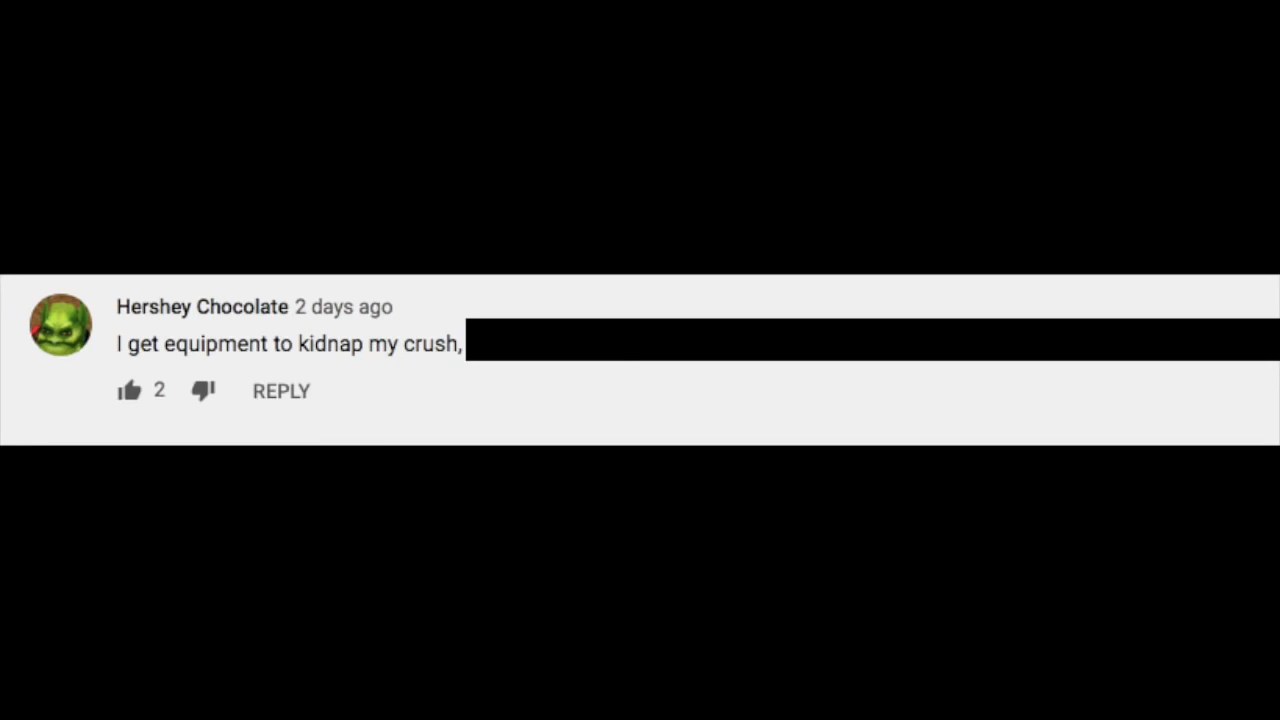 Hershey Chocolate 2 days ago
I get equipment to kidnap my crush,
2 REPLY